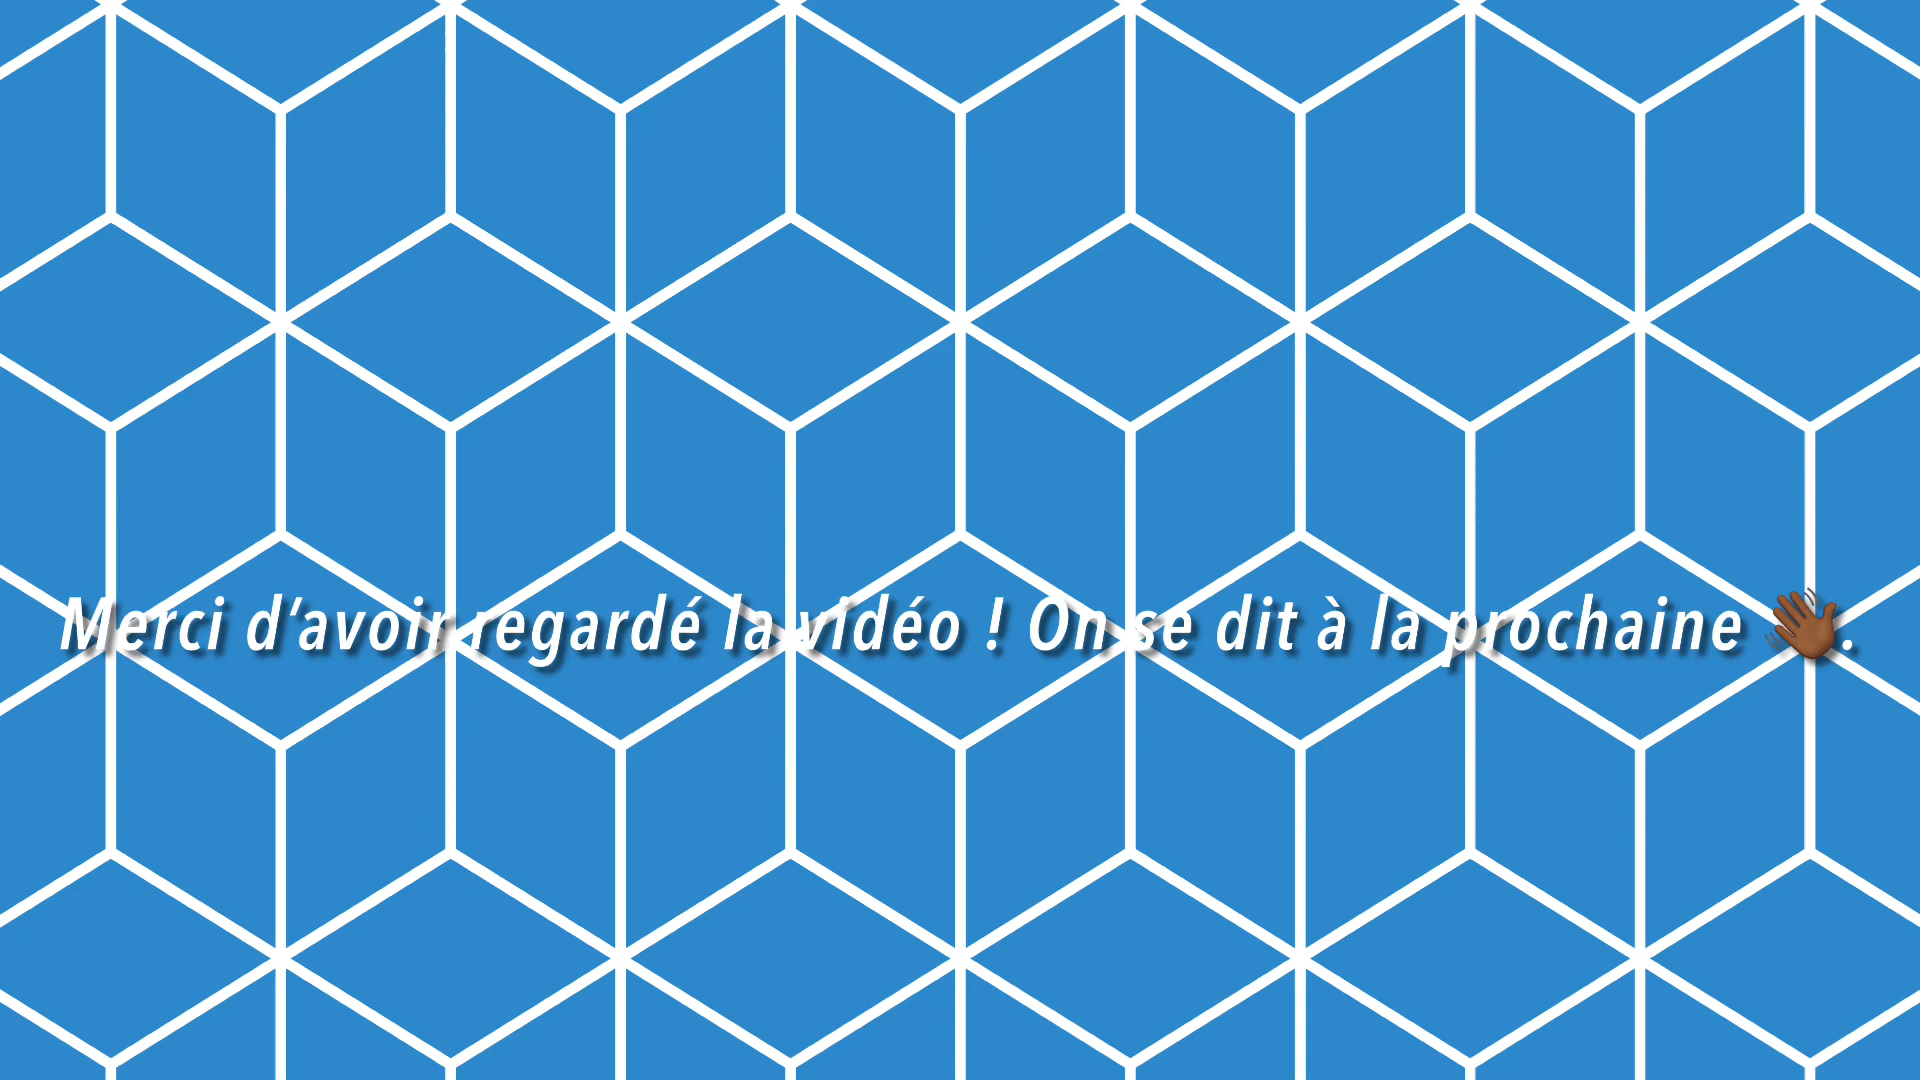 Merci d’avoir regardé la vidéo ! On se dit à la prochaine 👋🏾.